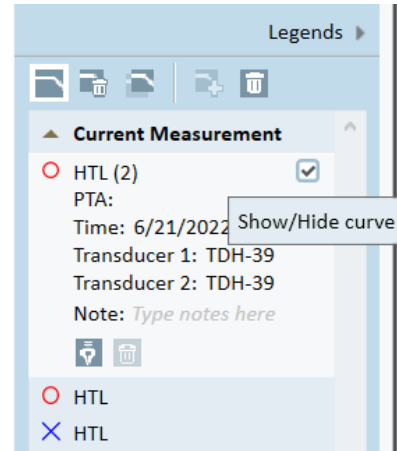 Legends
Current Measurement
HTL (2)
PTA:
Time: 6/21/2022
Show/Hide curve
Transducer 1: TDH-39
Transducer 2: TDH-39
Note: Type notes here
HTL
HTL